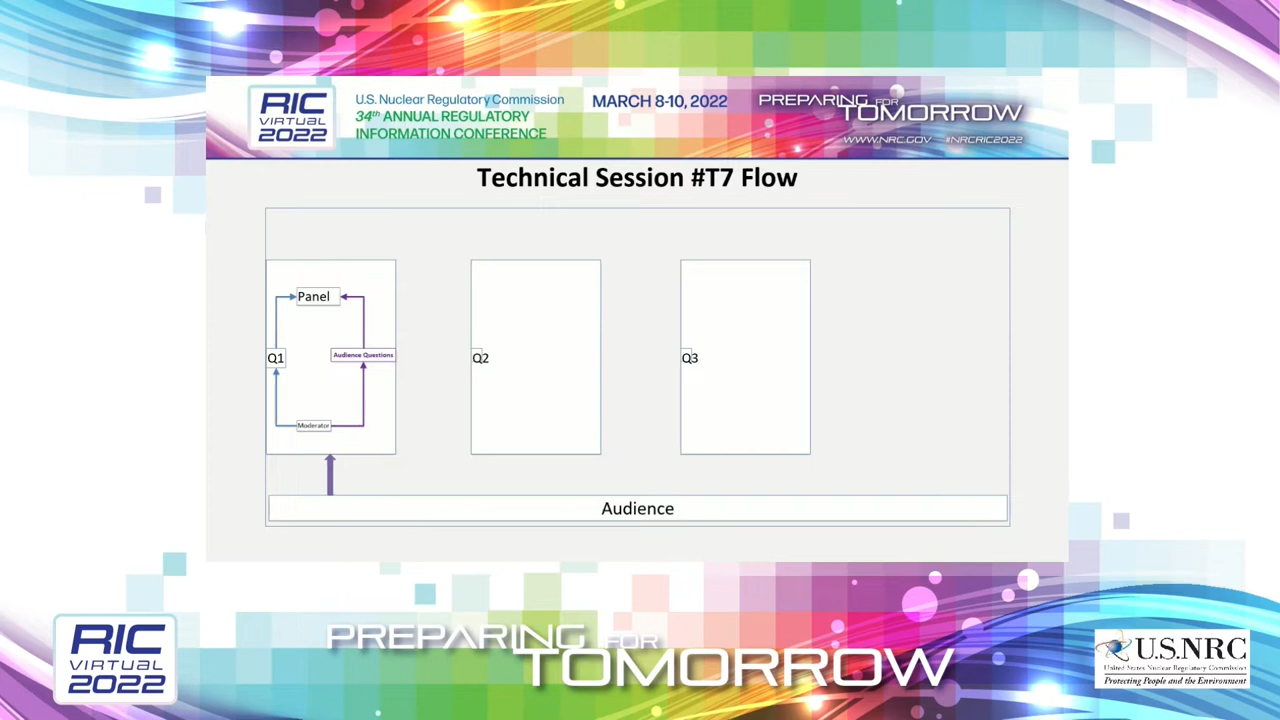 RIC
VIRTUAL
2022
U.S. Nuclear Regulatory Commission
34th ANNUAL REGULATORY
INFORMATION CONFERENCE
MARCH 8-10, 2022
PREPARING FOR
TOMORROW
WWW.NRC.GOV #NRCRIC2022
Technical Session #T7 Flow
Panel
Q1
Audience Questions
Moderator
Q2
Q3
Audience
RIC
VIRTUAL
2022
PREPARING FOR
TOMORROW
U.S.NRC
United States Nuclear Regulatory Commission
Protecting People and the Environment